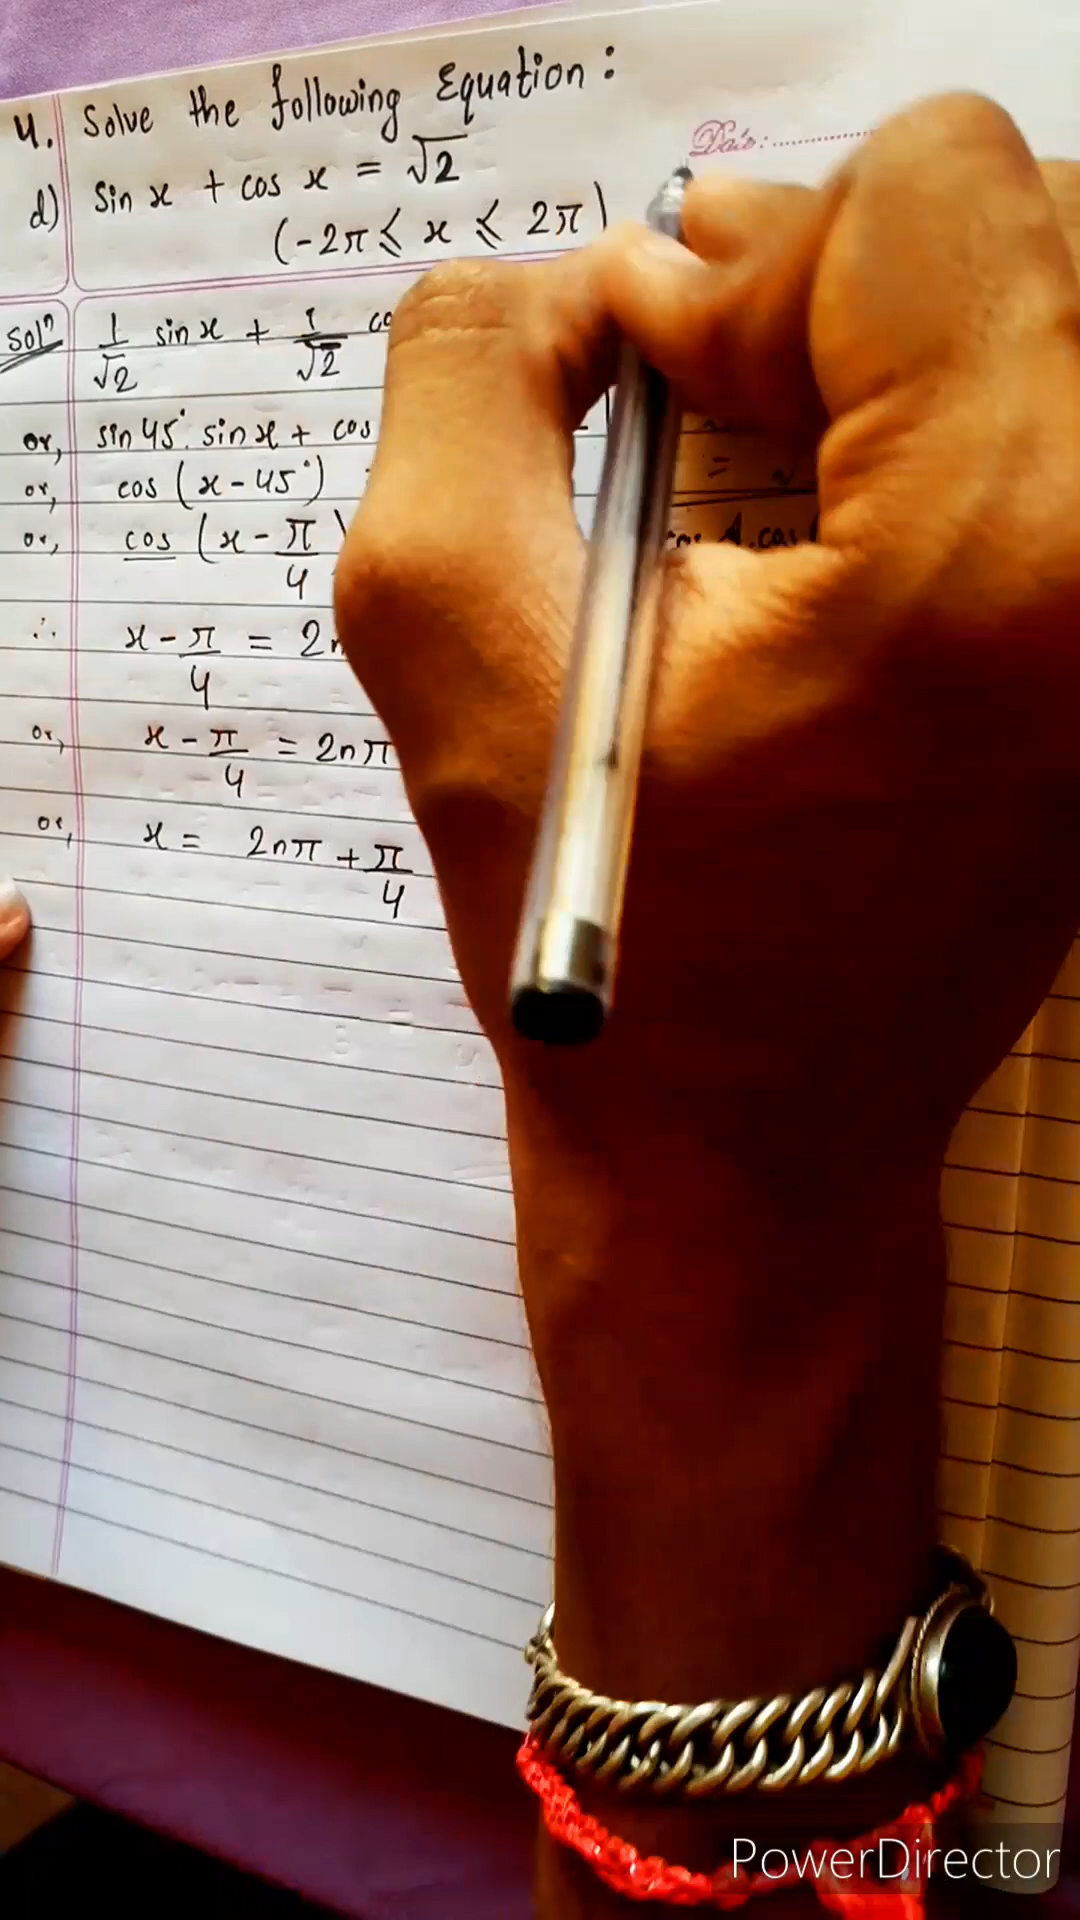 4. Solve the following Equation :
Date: ..............
d) sin x + cos x = √2
(-2π ≤ x ≤ 2π)
Solⁿ 1/√2 sin x + 1/√2
or, sin 45°. sin x + cos
or, cos (x - 45°)
or, cos (x - π/4)
∴ x - π/4 = 2n
or, x - π/4 = 2nπ
or, x = 2nπ + π/4
PowerDirector